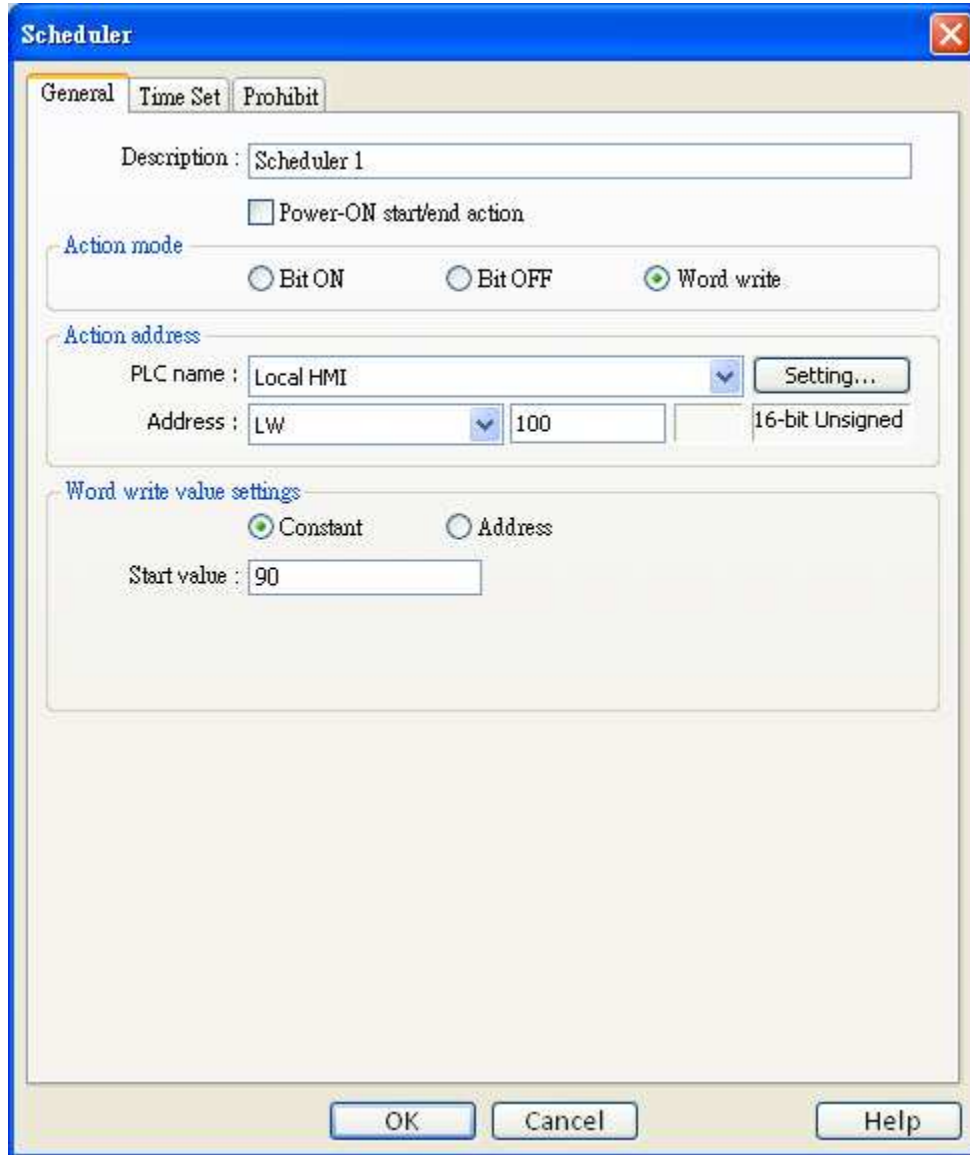 Scheduler
General Time Set Prohibit
Description : Scheduler 1
Power-ON start/end action
Action mode
Bit ON Bit OFF Word write
Action address
PLC name : Local HMI Setting...
Address : LW 100 16-bit Unsigned
Word write value settings
Constant Address
Start value : 90
OK Cancel Help